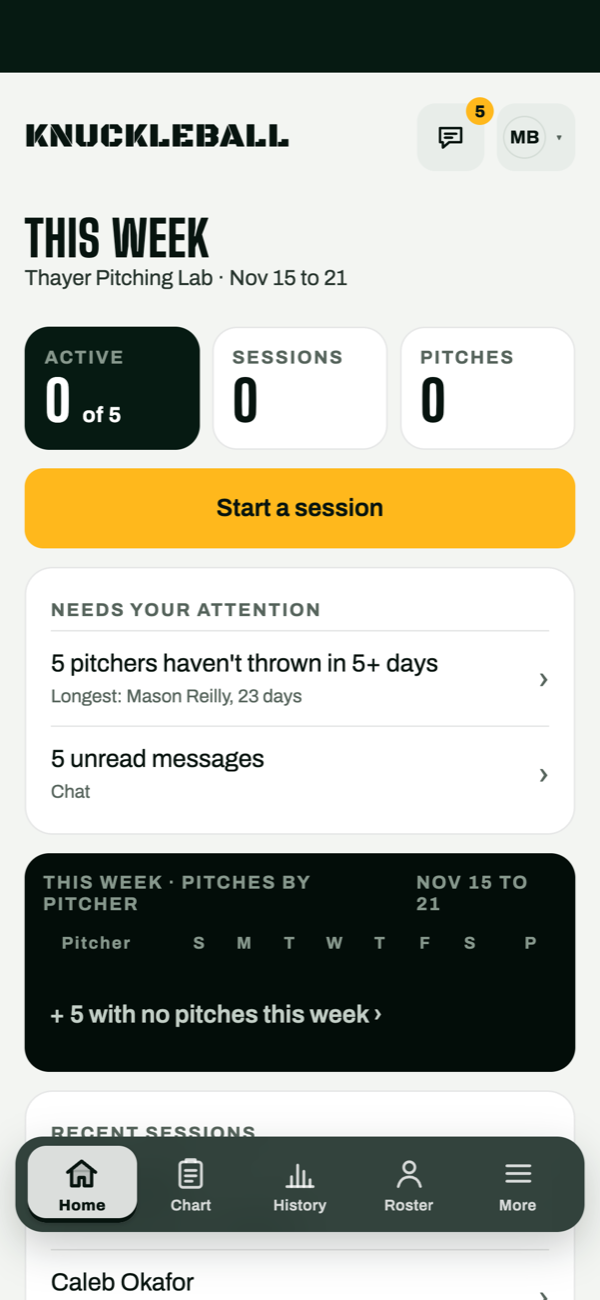 KNUCKLEBALL
5
MB
THIS WEEK
Thayer Pitching Lab · Nov 15 to 21
ACTIVE
0 of 5
SESSIONS
0
PITCHES
0
Start a session
NEEDS YOUR ATTENTION
5 pitchers haven't thrown in 5+ days
Longest: Mason Reilly, 23 days
5 unread messages
Chat
THIS WEEK · PITCHES BY
PITCHER
NOV 15 TO
21
Pitcher S M T W T F S P
+ 5 with no pitches this week ›
RECENT SESSIONS
Home
Chart
History
Roster
More
Caleb Okafor